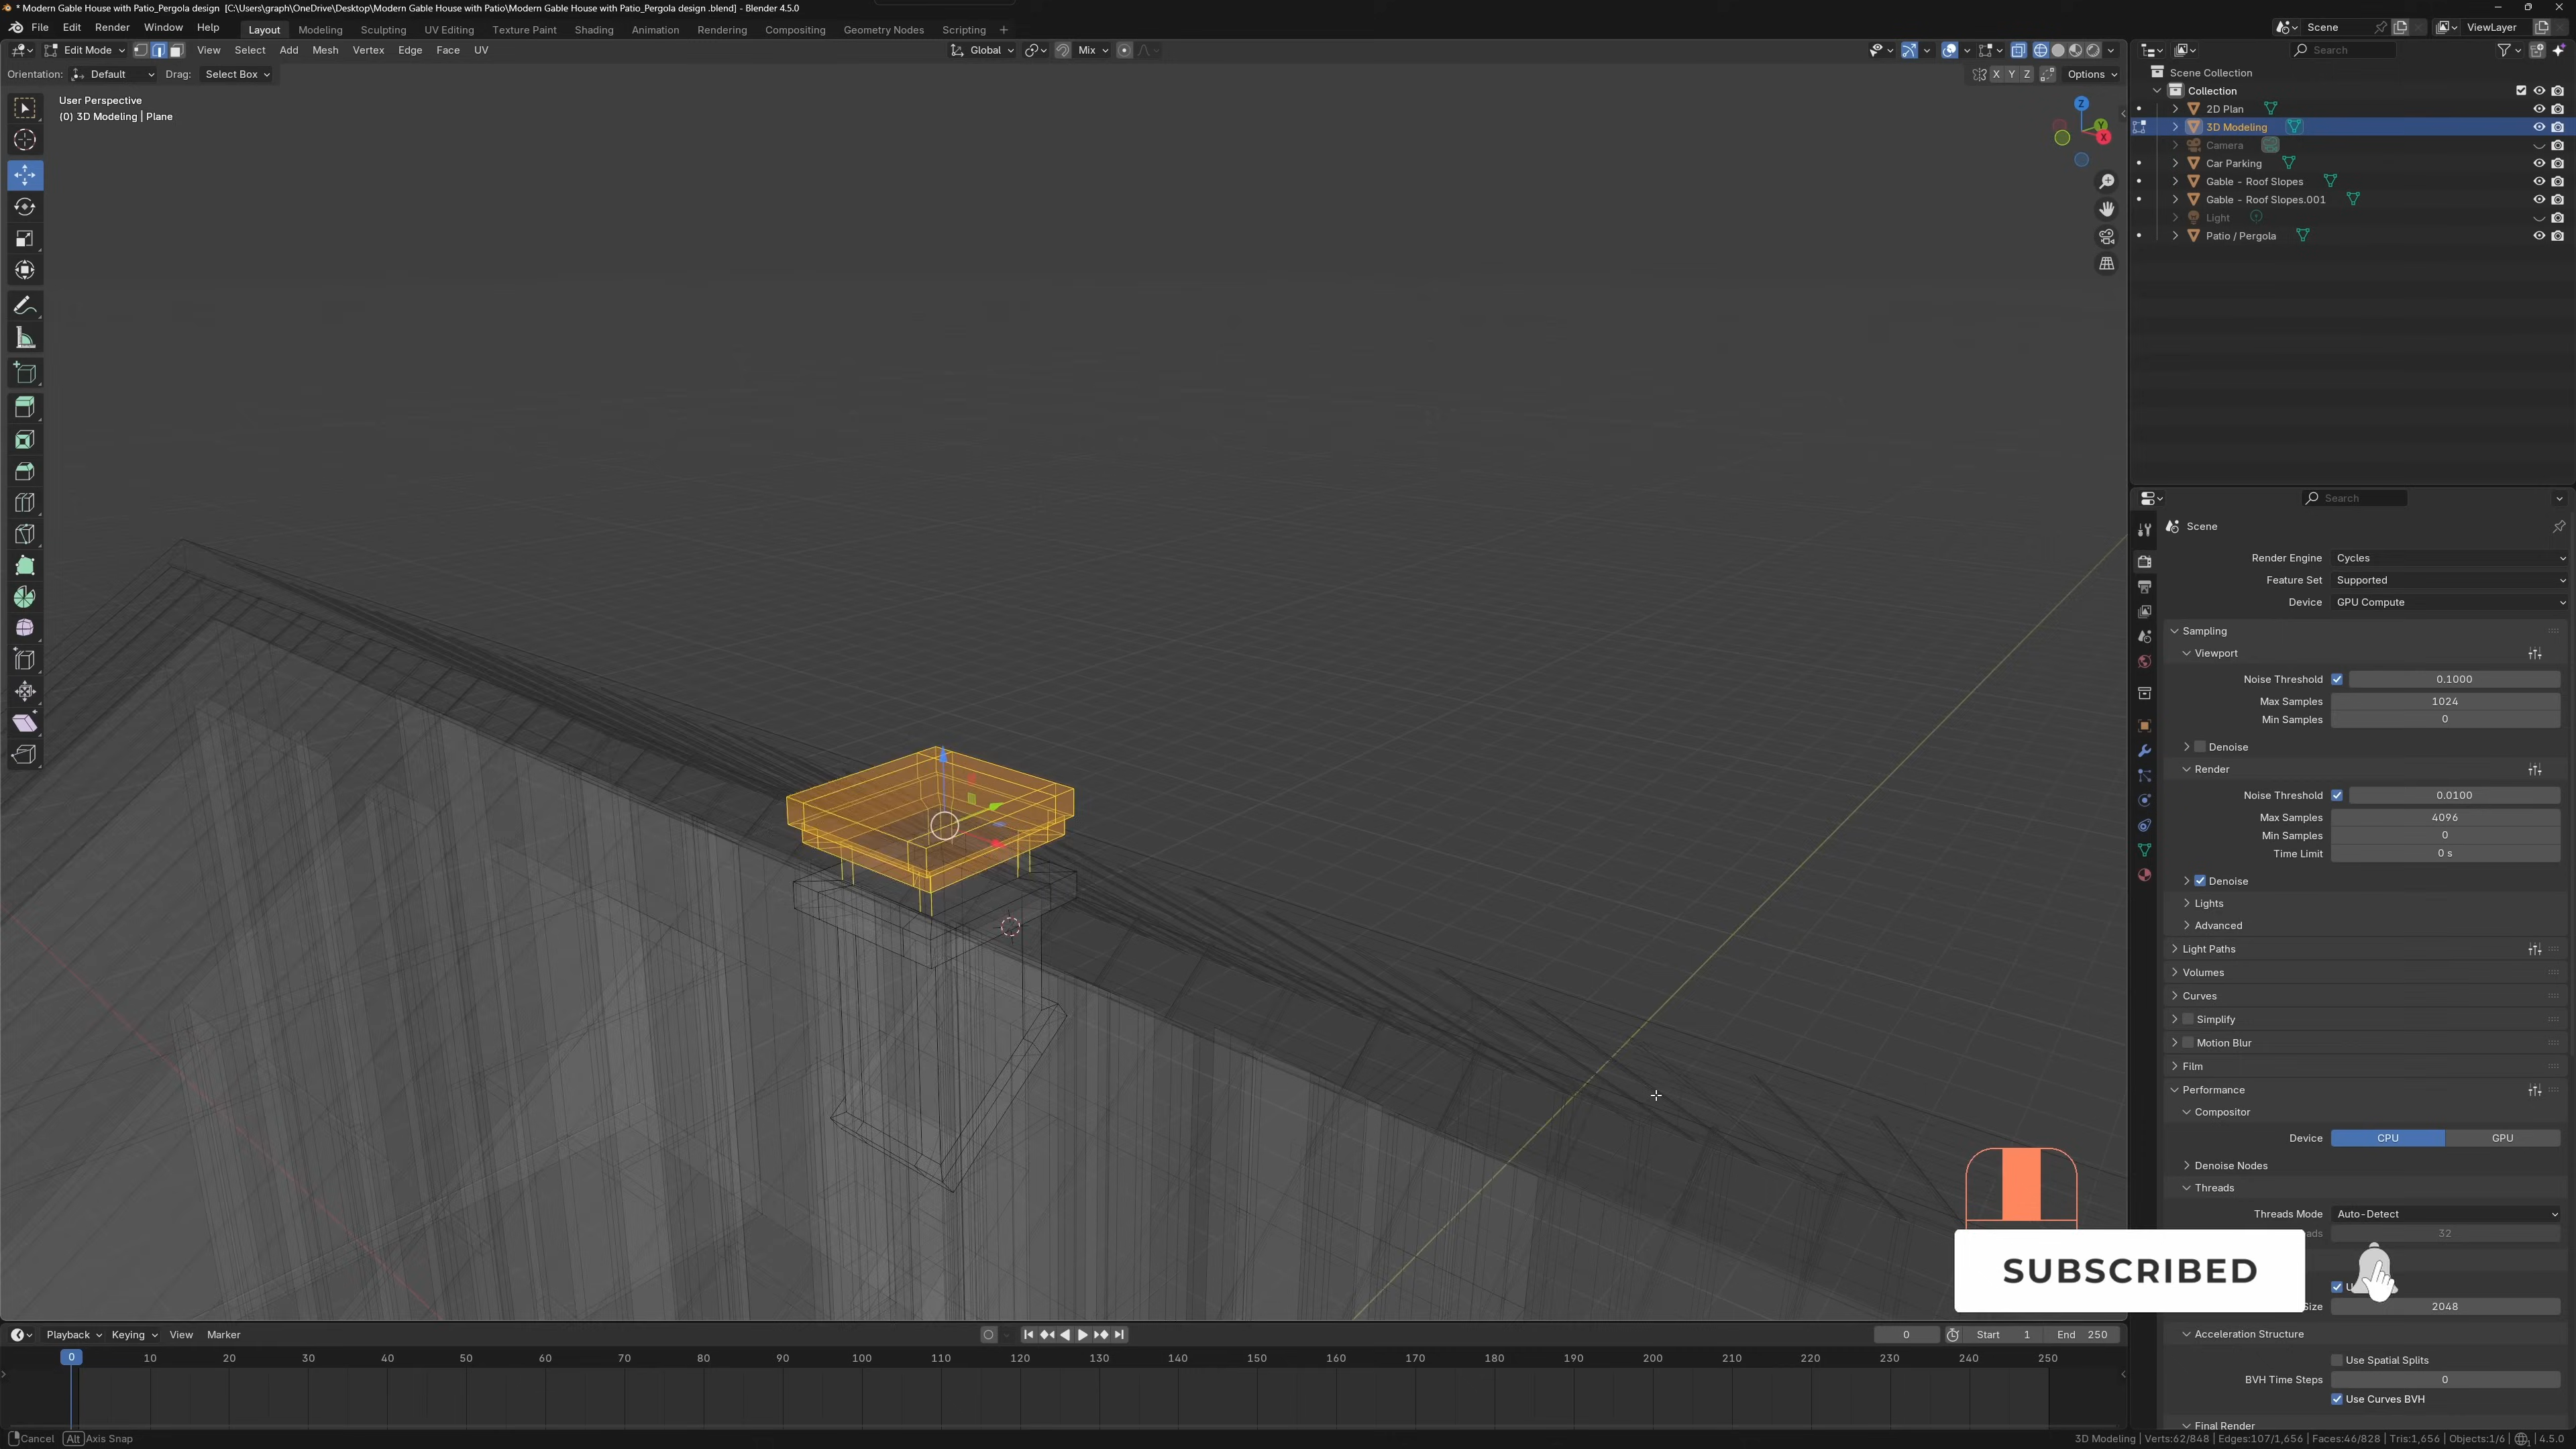 * Modern Gable House with Patio_Pergola design [C:\Users\graph\OneDrive\Desktop\Modern Gable House with Patio\Modern Gable House with Patio_Pergola design .blend] - Blender 4.5.0
File Edit Render Window Help Layout Modeling Sculpting UV Editing Texture Paint Shading Animation Rendering Compositing Geometry Nodes Scripting + Scene ViewLayer
Edit Mode View Select Add Mesh Vertex Edge Face UV Global Mix Search
Orientation: Default Drag: Select Box X Y Z Options
User Perspective
(0) 3D Modeling | Plane
Z
Y
X
Scene Collection
Collection
2D Plan
3D Modeling
Camera
Car Parking
Gable - Roof Slopes
Gable - Roof Slopes.001
Light
Patio / Pergola
Search
Scene
Render Engine Cycles
Feature Set Supported
Device GPU Compute
Sampling
Viewport
Noise Threshold 0.1000
Max Samples 1024
Min Samples 0
Denoise
Render
Noise Threshold 0.0100
Max Samples 4096
Min Samples 0
Time Limit 0 s
Denoise
Lights
Advanced
Light Paths
Volumes
Curves
Simplify
Motion Blur
Film
Performance
Compositor
Device CPU GPU
Denoise Nodes
Threads
Threads Mode Auto-Detect
ads 32
SUBSCRIBED
U
Size 2048
Acceleration Structure
Use Spatial Splits
BVH Time Steps 0
Use Curves BVH
Final Render
Playback Keying View Marker 0 Start 1 End 250
0 10 20 30 40 50 60 70 80 90 100 110 120 130 140 150 160 170 180 190 200 210 220 230 240 250
Cancel Alt Axis Snap
3D Modeling | Verts:62/848 | Edges:107/1,656 | Faces:46/828 | Tris:1,656 | Objects:1/6 | 4.5.0